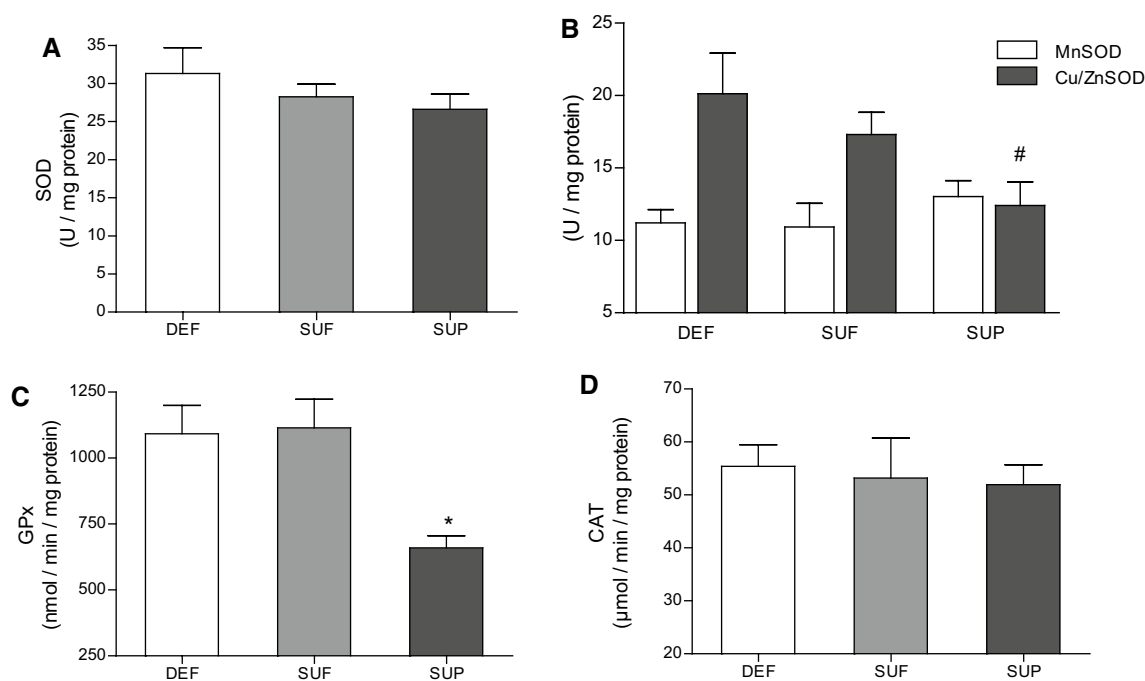 A
SOD
(U / mg protein)
35
30
25
20
15
10
5
0
DEF SUF SUP
B
(U / mg protein)
25
20
15
10
5
#
MnSOD
Cu/ZnSOD
DEF SUF SUP
C
GPx
(nmol / min / mg protein)
1250
1000
750
500
250
*
DEF SUF SUP
D
CAT
(µmol / min / mg protein)
70
60
50
40
30
20
DEF SUF SUP